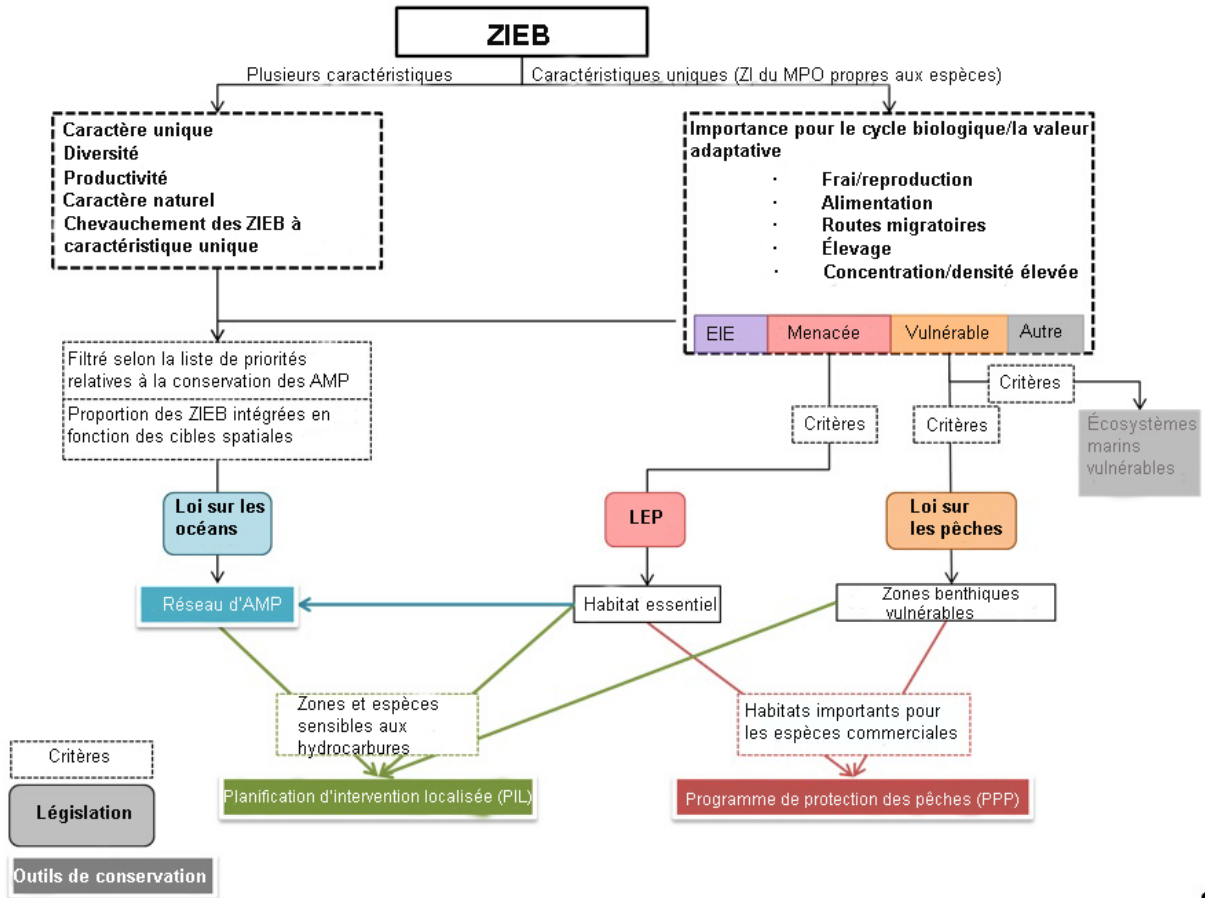 ZIEB
Plusieurs caractéristiques
Caractéristiques uniques (ZI du MPO propres aux espèces)
Caractère unique
Diversité
Productivité
Caractère naturel
Chevauchement des ZIEB à
caractéristique unique
Importance pour le cycle biologique/la valeur
adaptative
· Frai/reproduction
· Alimentation
· Routes migratoires
· Élevage
· Concentration/densité élevée
EIE
Menacée
Vulnérable
Autre
Filtré selon la liste de priorités
relatives à la conservation des AMP
Proportion des ZIEB intégrées en
fonction des cibles spatiales
Critères
Critères
Critères
Écosystèmes
marins
vulnérables
Loi sur les
océans
LEP
Loi sur
les pêches
Réseau d'AMP
Habitat essentiel
Zones benthiques
vulnérables
Zones et espèces
sensibles aux
hydrocarbures
Habitats importants pour
les espèces commerciales
Planification d'intervention localisée (PIL)
Programme de protection des pêches (PPP)
Critères
Législation
Outils de conservation